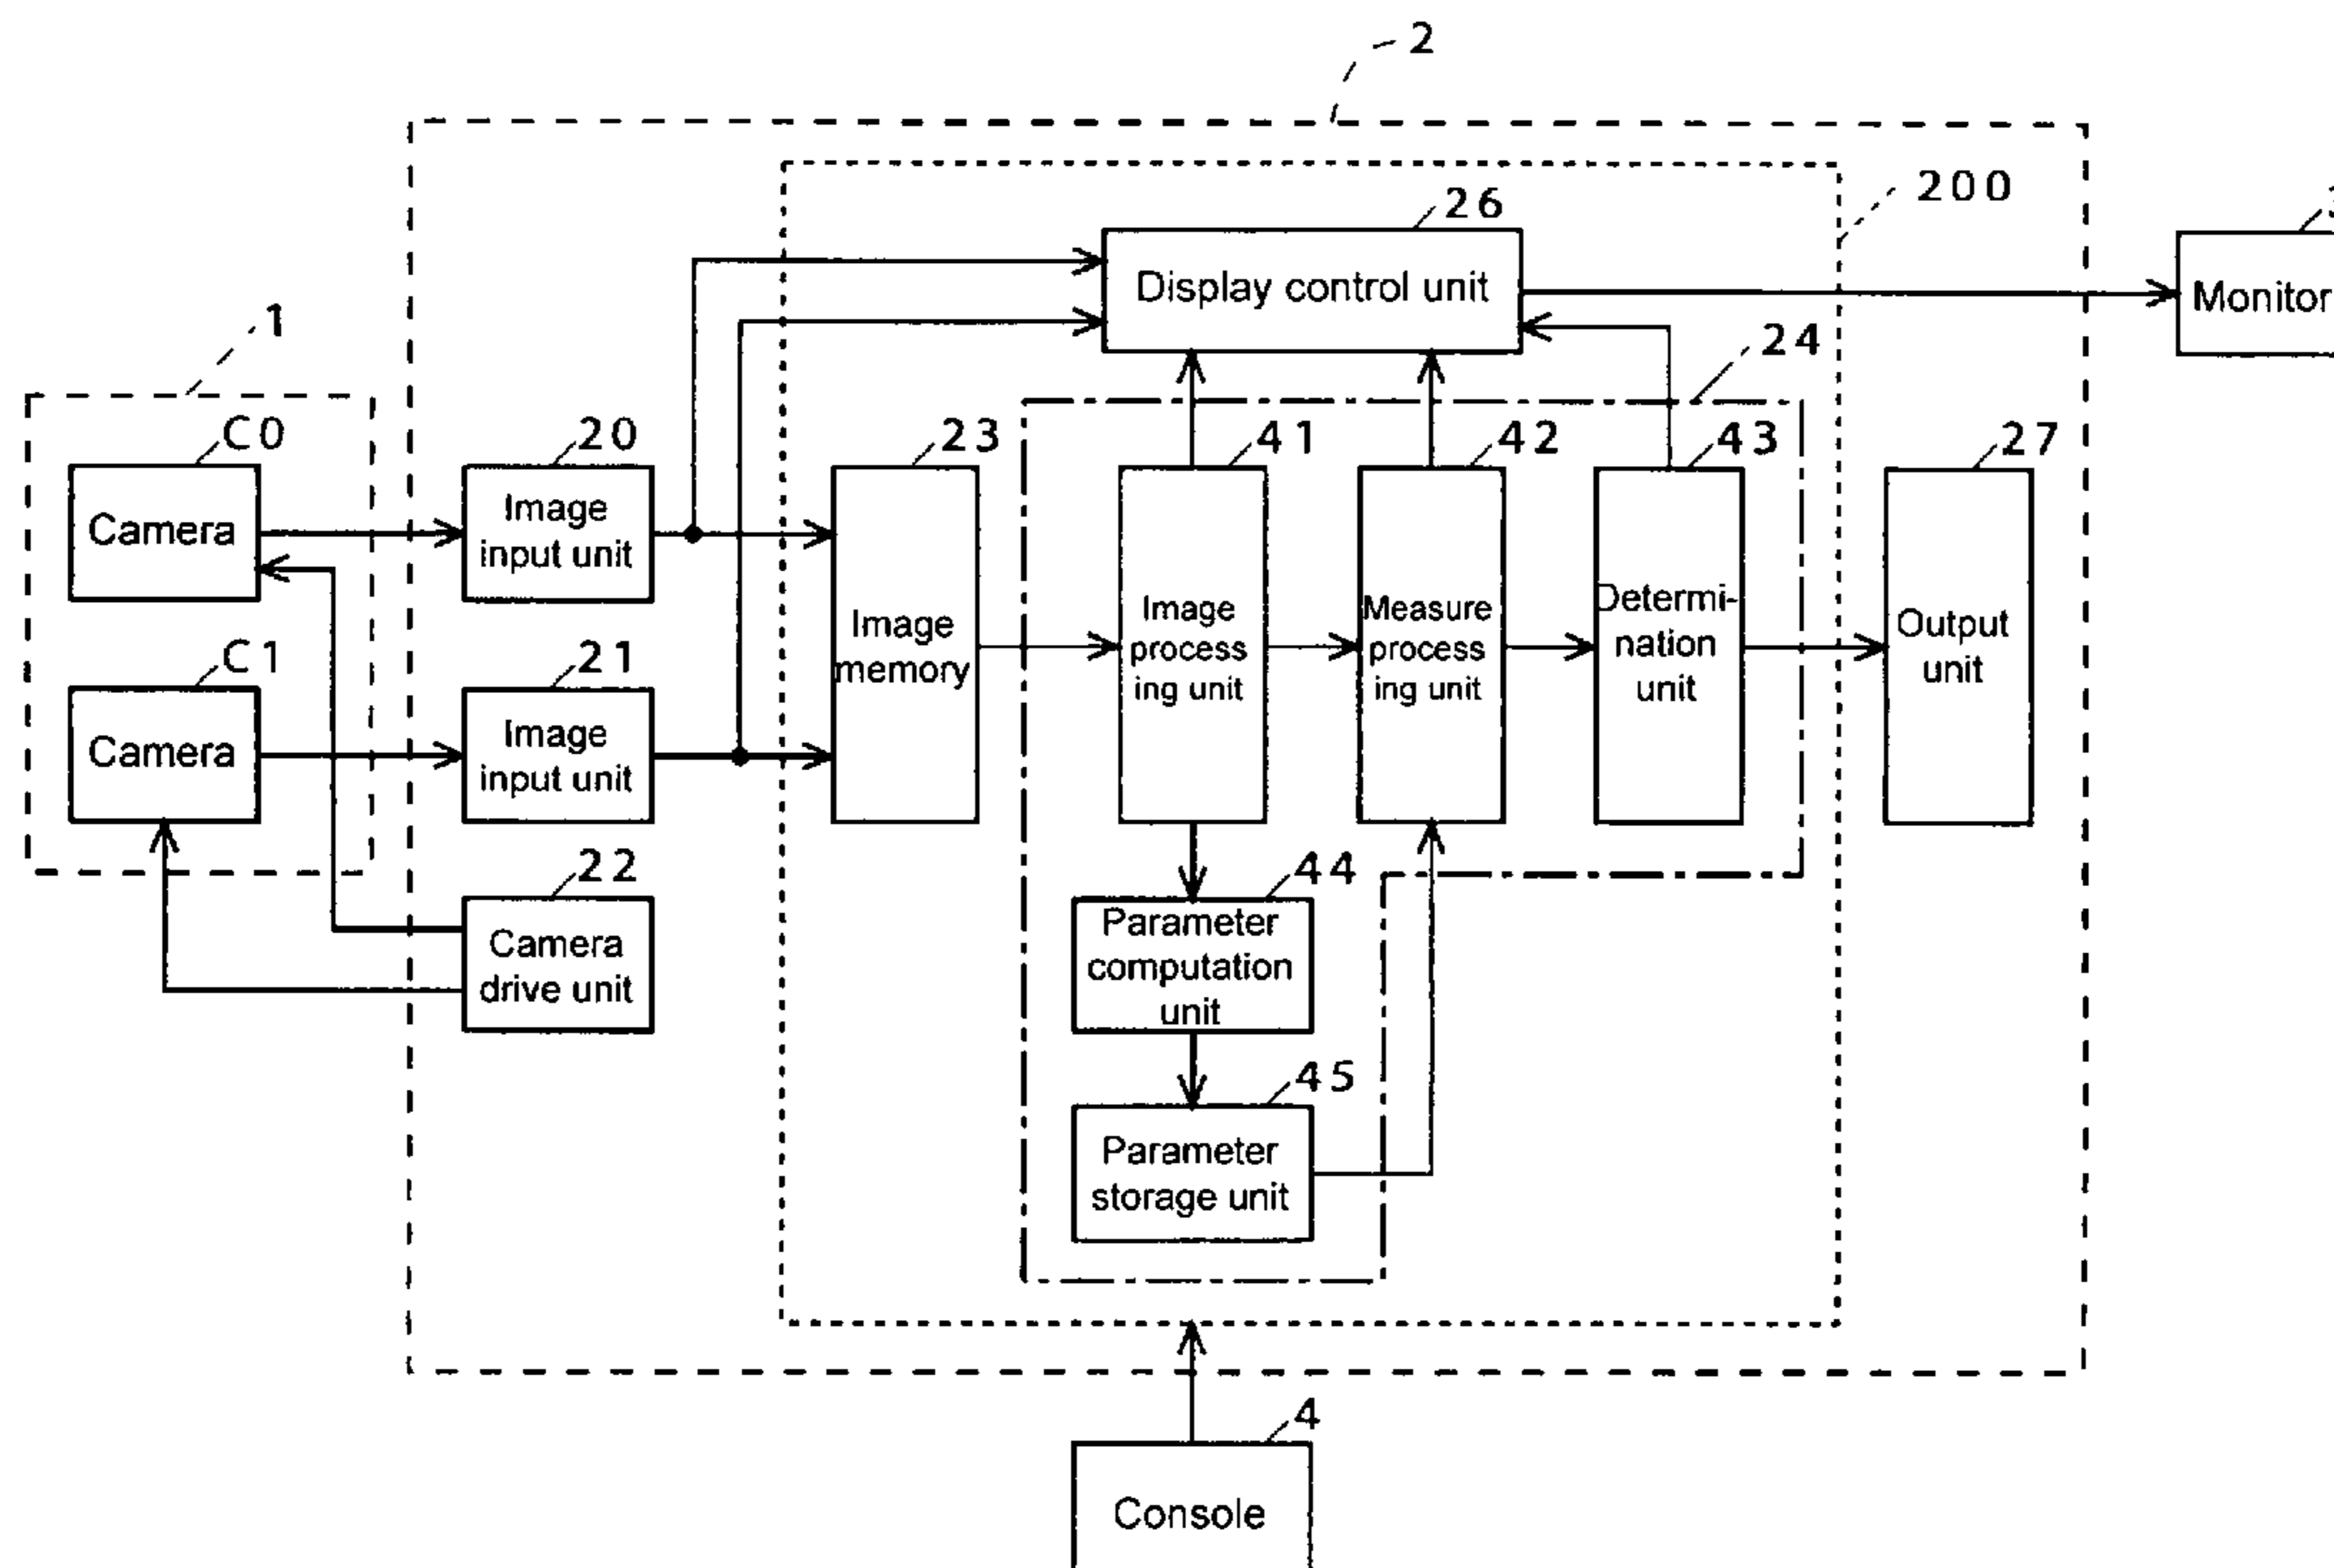 2
200
26
3
Display control unit
Monitor
1
24
C0
20
23
41
42
43
27
Camera
Image
input unit
Image
memory
Image
process
ing unit
Measure
process
ing unit
Determi-
nation
unit
Output
unit
C1
21
Camera
Image
input unit
22
Camera
drive unit
44
Parameter
computation
unit
45
Parameter
storage unit
4
Console